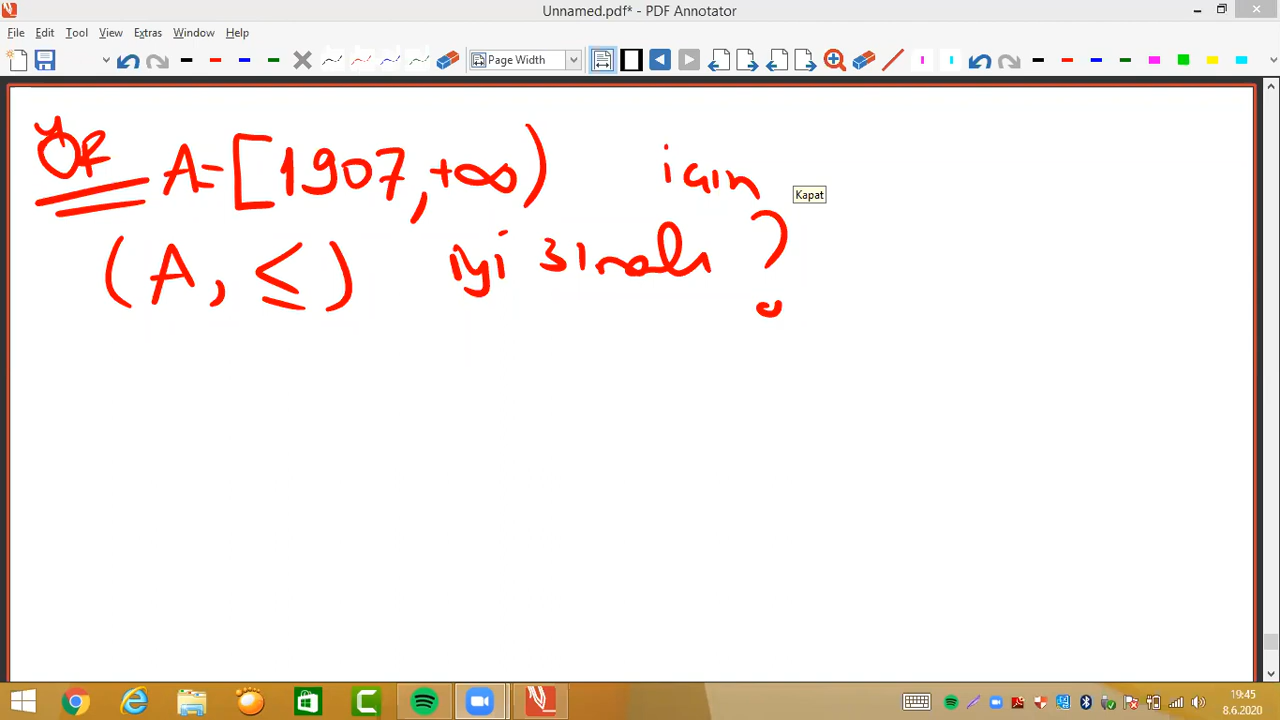 Unnamed.pdf* - PDF Annotator
File Edit Tool View Extras Window Help
Page Width
ÖR A=[1907,+∞) için
Kapat
(A, ≤) iyi sıralı ?
19:45
8.6.2020